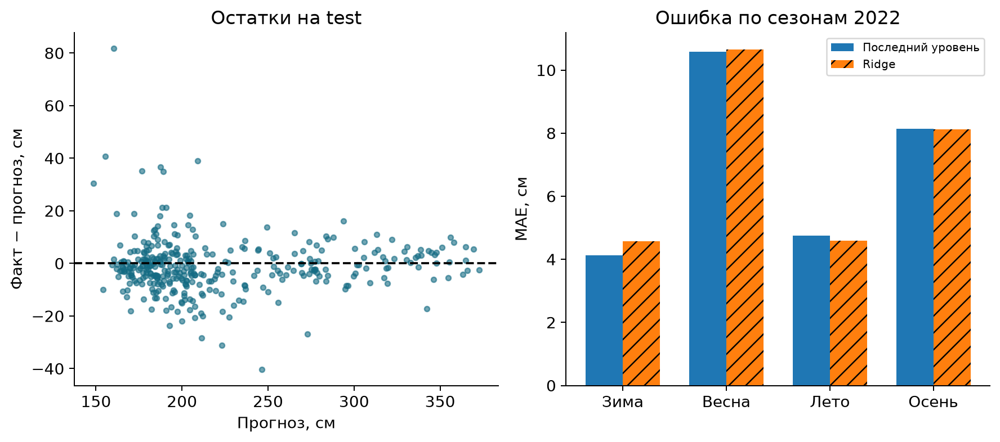 Остатки на test
80
60
40
20
0
−20
−40
Факт − прогноз, см
150 200 250 300 350
Прогноз, см
Ошибка по сезонам 2022
Последний уровень
Ridge
10
8
6
4
2
0
MAE, см
Зима Весна Лето Осень